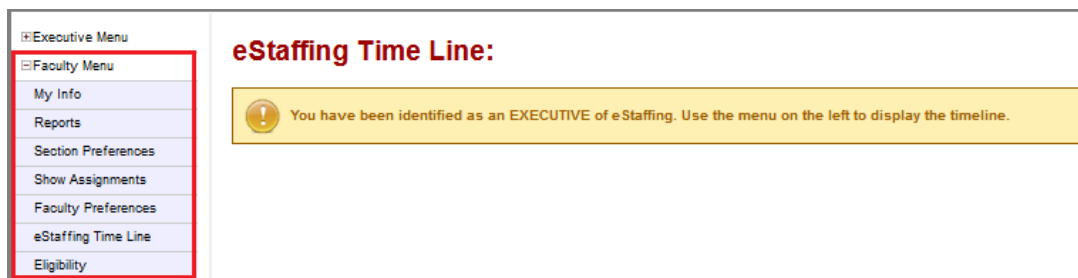 Executive Menu
Faculty Menu
My Info
Reports
Section Preferences
Show Assignments
Faculty Preferences
eStaffing Time Line
Eligibility
eStaffing Time Line:
You have been identified as an EXECUTIVE of eStaffing. Use the menu on the left to display the timeline.